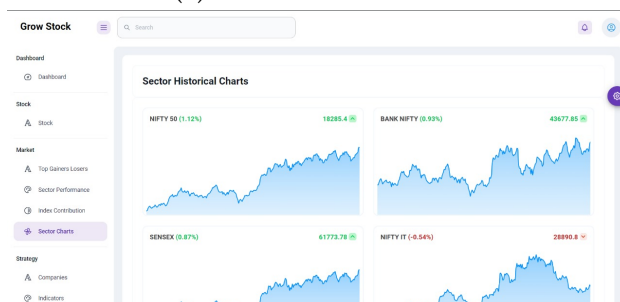 Grow Stock
Search
Dashboard
Dashboard
Stock
Stock
Market
Top Gainers Losers
Sector Performance
Index Contribution
Sector Charts
Strategy
Companies
Indicators
Sector Historical Charts
NIFTY 50 (1.12%) 18285.4
BANK NIFTY (0.93%) 43677.85
SENSEX (0.87%) 61773.78
NIFTY IT (-0.54%) 28890.8